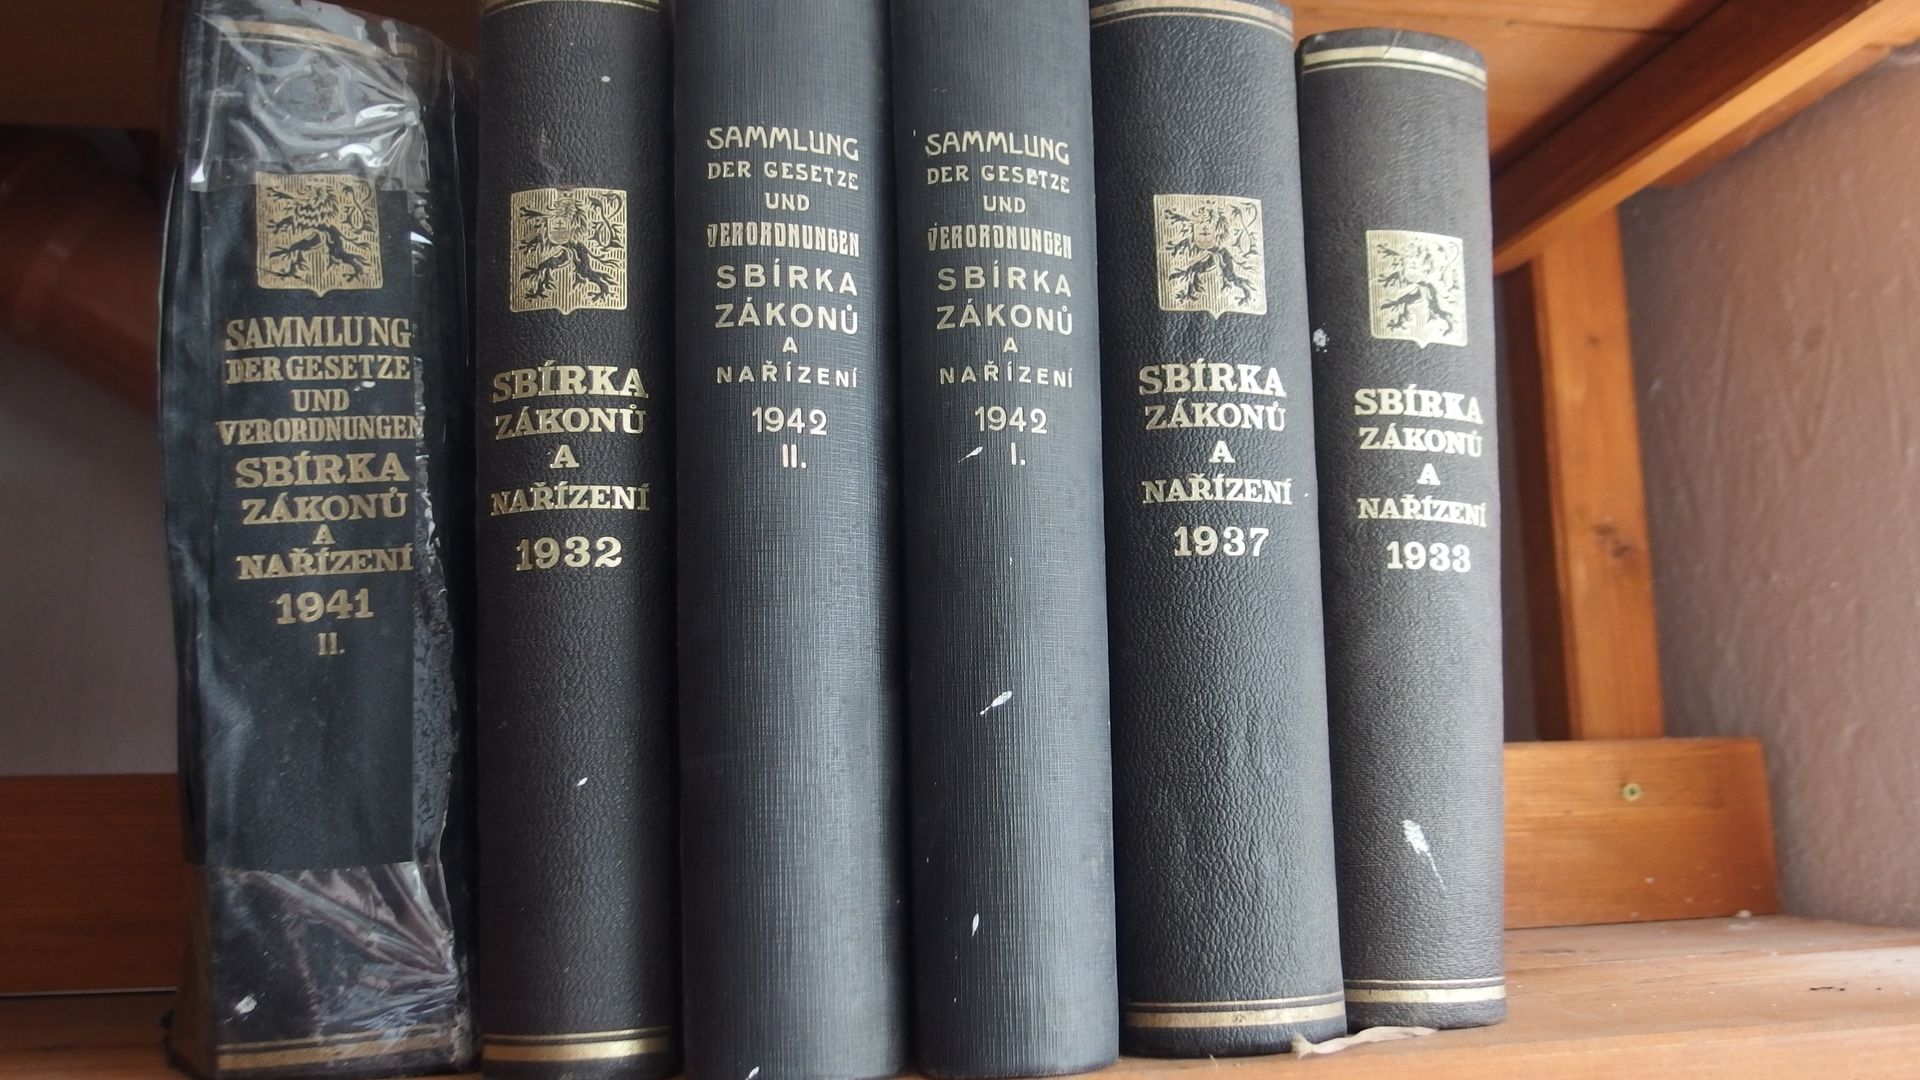 SAMMLUNG
DER GESETZE
UND
VERORDNUNGEN
SBÍRKA
ZÁKONŮ
A
NAŘÍZENÍ
1941
II.
SBÍRKA
ZÁKONŮ
A
NAŘÍZENÍ
1932
SAMMLUNG
DER GESETZE
UND
VERORDNUNGEN
SBÍRKA
ZÁKONŮ
A
NAŘÍZENÍ
1942
II.
SAMMLUNG
DER GESETZE
UND
VERORDNUNGEN
SBÍRKA
ZÁKONŮ
A
NAŘÍZENÍ
1942
I.
SBÍRKA
ZÁKONŮ
A
NAŘÍZENÍ
1937
SBÍRKA
ZÁKONŮ
A
NAŘÍZENÍ
1933